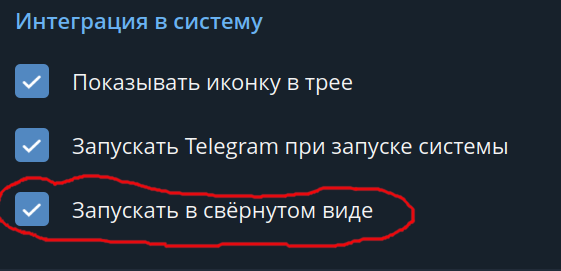 Интеграция в систему
Показывать иконку в трее
Запускать Telegram при запуске системы
Запускать в свёрнутом виде